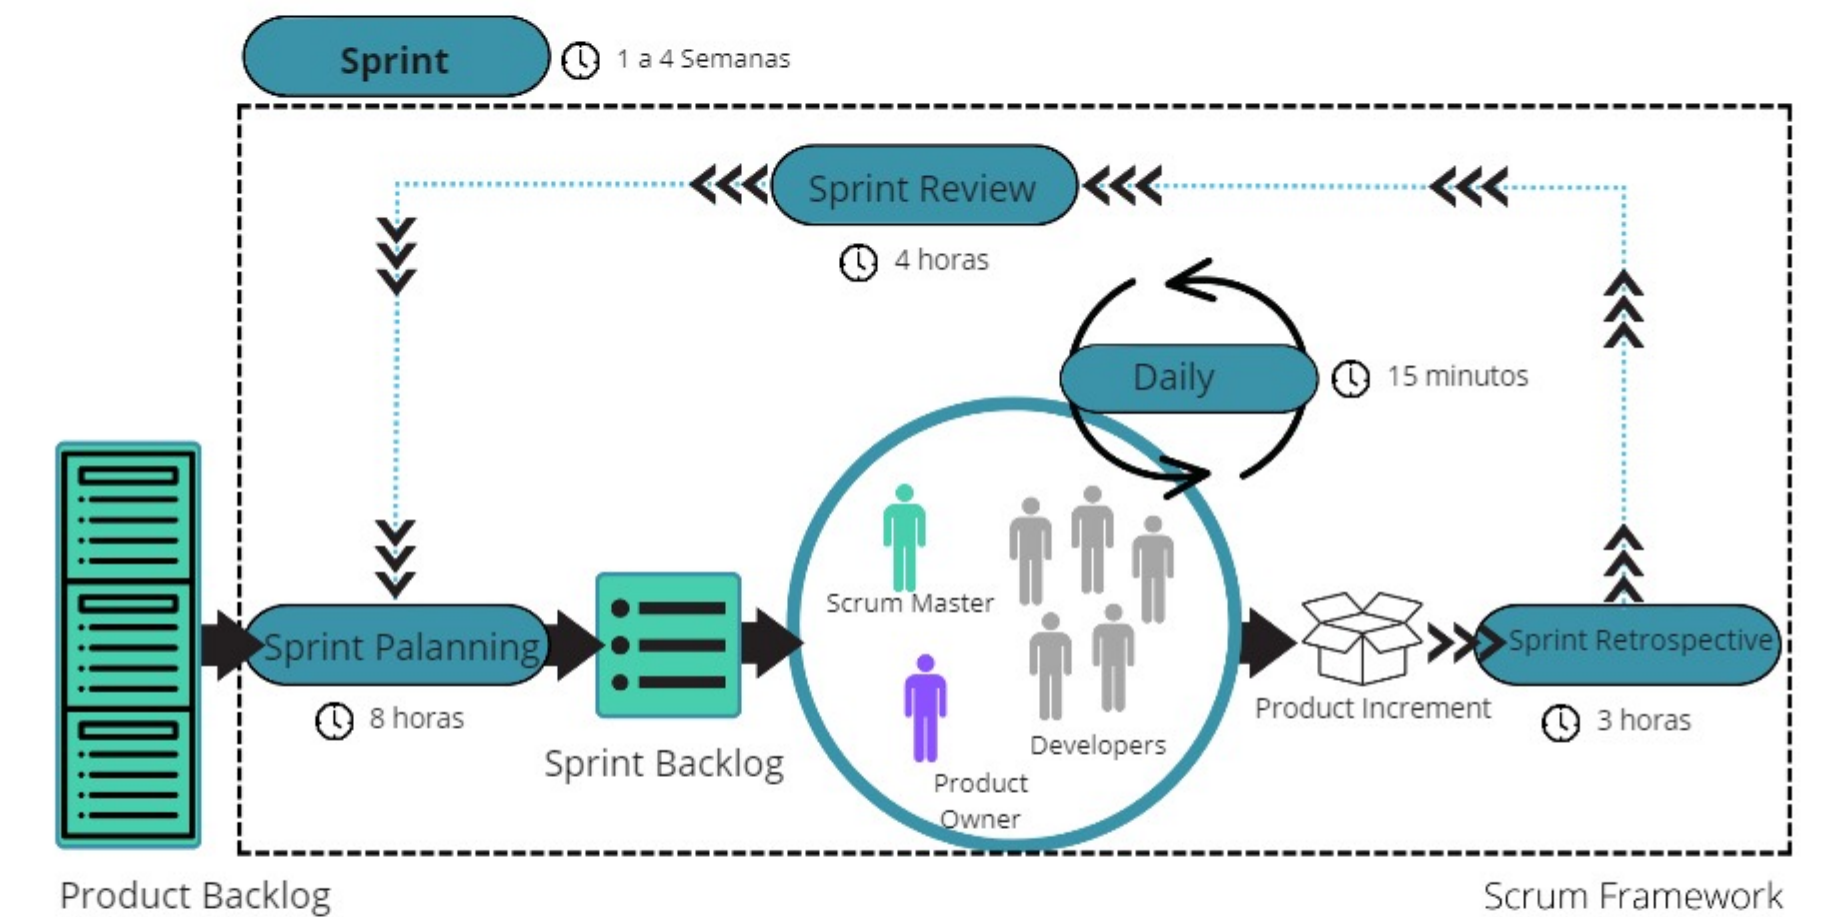 Sprint
1 a 4 Semanas
Sprint Review
4 horas
Daily
15 minutos
Scrum Master
Sprint Palanning
8 horas
Sprint Backlog
Developers
Product
Owner
Product Increment
Sprint Retrospective
3 horas
Product Backlog
Scrum Framework